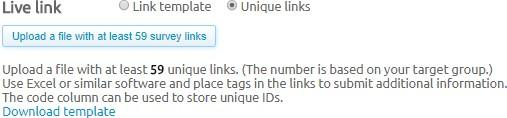 Live link Link template Unique links
Upload a file with at least 59 survey links
Upload a file with at least 59 unique links. (The number is based on your target group.)
Use Excel or similar software and place tags in the links to submit additional information.
The code column can be used to store unique IDs.
Download template